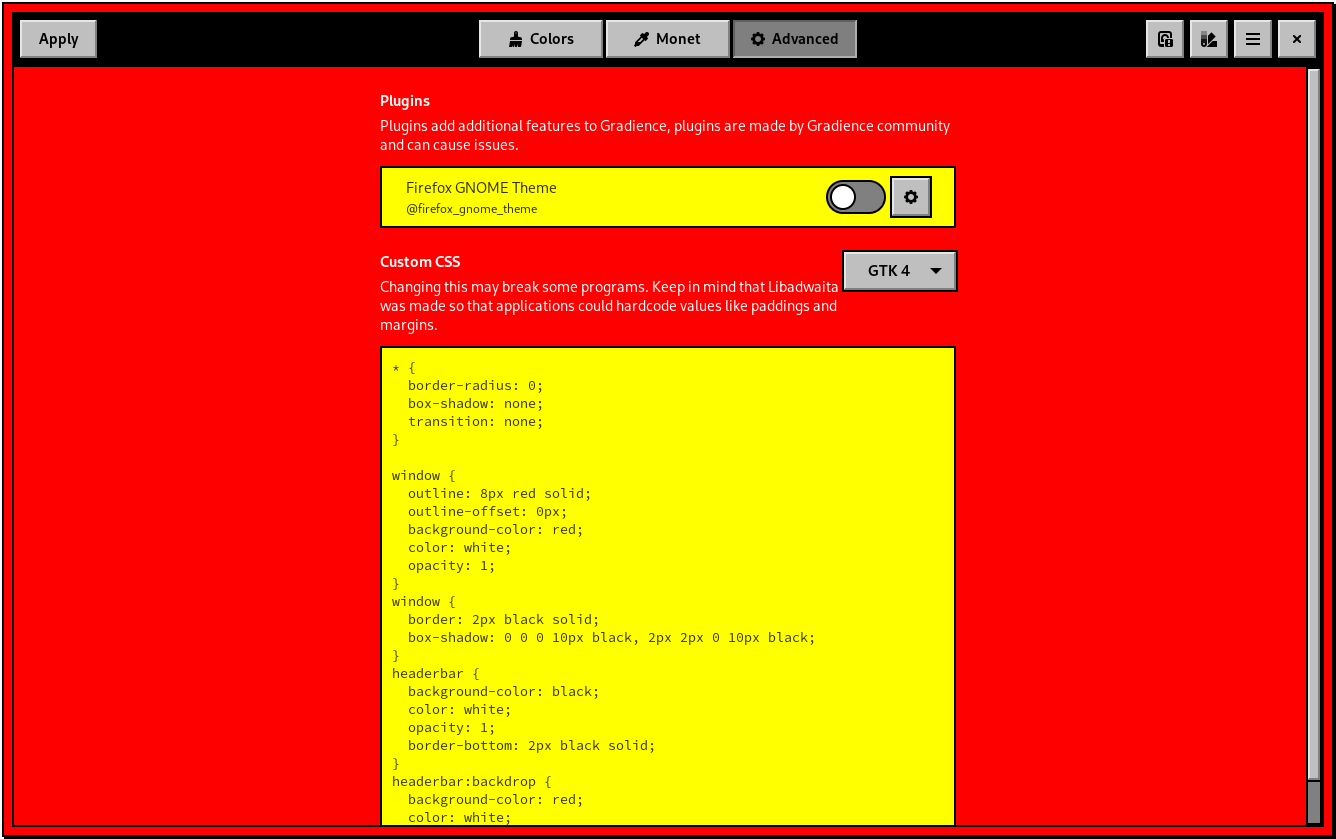 Apply
Colors
Monet
Advanced
Plugins
Plugins add additional features to Gradience, plugins are made by Gradience community
and can cause issues.
Firefox GNOME Theme
@firefox_gnome_theme
Custom CSS
GTK 4
Changing this may break some programs. Keep in mind that Libadwaita
was made so that applications could hardcode values like paddings and
margins.
* {
  border-radius: 0;
  box-shadow: none;
  transition: none;
}
window {
  outline: 8px red solid;
  outline-offset: 0px;
  background-color: red;
  color: white;
  opacity: 1;
}
window {
  border: 2px black solid;
  box-shadow: 0 0 0 10px black, 2px 2px 0 10px black;
}
headerbar {
  background-color: black;
  color: white;
  opacity: 1;
  border-bottom: 2px black solid;
}
headerbar:backdrop {
  background-color: red;
  color: white;